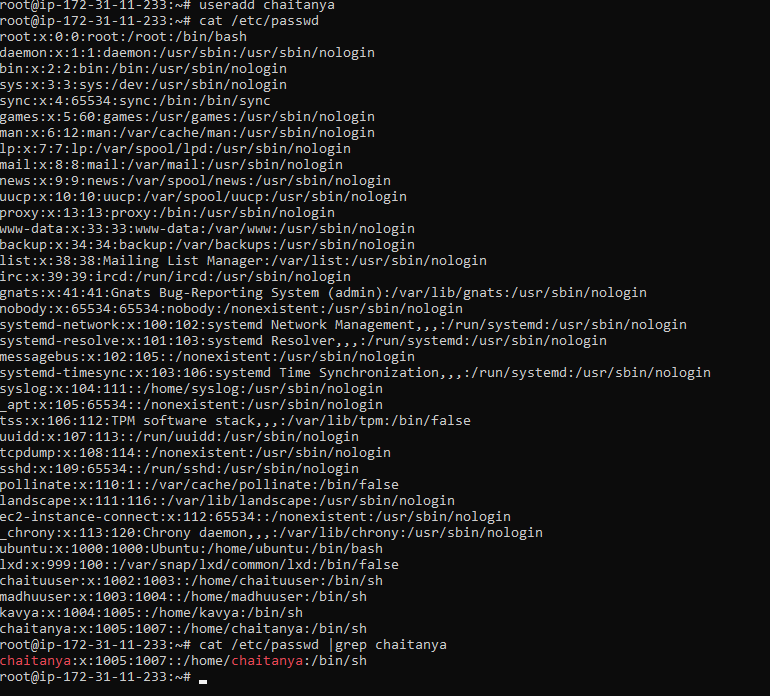 root@ip-172-31-11-233:~# useradd chaitanya
root@ip-172-31-11-233:~# cat /etc/passwd
root:x:0:0:root:/root:/bin/bash
daemon:x:1:1:daemon:/usr/sbin:/usr/sbin/nologin
bin:x:2:2:bin:/bin:/usr/sbin/nologin
sys:x:3:3:sys:/dev:/usr/sbin/nologin
sync:x:4:65534:sync:/bin:/bin/sync
games:x:5:60:games:/usr/games:/usr/sbin/nologin
man:x:6:12:man:/var/cache/man:/usr/sbin/nologin
lp:x:7:7:lp:/var/spool/lpd:/usr/sbin/nologin
mail:x:8:8:mail:/var/mail:/usr/sbin/nologin
news:x:9:9:news:/var/spool/news:/usr/sbin/nologin
uucp:x:10:10:uucp:/var/spool/uucp:/usr/sbin/nologin
proxy:x:13:13:proxy:/bin:/usr/sbin/nologin
www-data:x:33:33:www-data:/var/www:/usr/sbin/nologin
backup:x:34:34:backup:/var/backups:/usr/sbin/nologin
list:x:38:38:Mailing List Manager:/var/list:/usr/sbin/nologin
irc:x:39:39:ircd:/run/ircd:/usr/sbin/nologin
gnats:x:41:41:Gnats Bug-Reporting System (admin):/var/lib/gnats:/usr/sbin/nologin
nobody:x:65534:65534:nobody:/nonexistent:/usr/sbin/nologin
systemd-network:x:100:102:systemd Network Management,,,:/run/systemd:/usr/sbin/nologin
systemd-resolve:x:101:103:systemd Resolver,,,:/run/systemd:/usr/sbin/nologin
messagebus:x:102:105::/nonexistent:/usr/sbin/nologin
systemd-timesync:x:103:106:systemd Time Synchronization,,,:/run/systemd:/usr/sbin/nologin
syslog:x:104:111::/home/syslog:/usr/sbin/nologin
_apt:x:105:65534::/nonexistent:/usr/sbin/nologin
tss:x:106:112:TPM software stack,,,:/var/lib/tpm:/bin/false
uuidd:x:107:113::/run/uuidd:/usr/sbin/nologin
tcpdump:x:108:114::/nonexistent:/usr/sbin/nologin
sshd:x:109:65534::/run/sshd:/usr/sbin/nologin
pollinate:x:110:1::/var/cache/pollinate:/bin/false
landscape:x:111:116::/var/lib/landscape:/usr/sbin/nologin
ec2-instance-connect:x:112:65534::/nonexistent:/usr/sbin/nologin
_chrony:x:113:120:Chrony daemon,,,:/var/lib/chrony:/usr/sbin/nologin
ubuntu:x:1000:1000:Ubuntu:/home/ubuntu:/bin/bash
lxd:x:999:100::/var/snap/lxd/common/lxd:/bin/false
chaituuser:x:1002:1003::/home/chaituuser:/bin/sh
madhuuser:x:1003:1004::/home/madhuuser:/bin/sh
kavya:x:1004:1005::/home/kavya:/bin/sh
chaitanya:x:1005:1007::/home/chaitanya:/bin/sh
root@ip-172-31-11-233:~# cat /etc/passwd |grep chaitanya
chaitanya:x:1005:1007::/home/chaitanya:/bin/sh
root@ip-172-31-11-233:~#